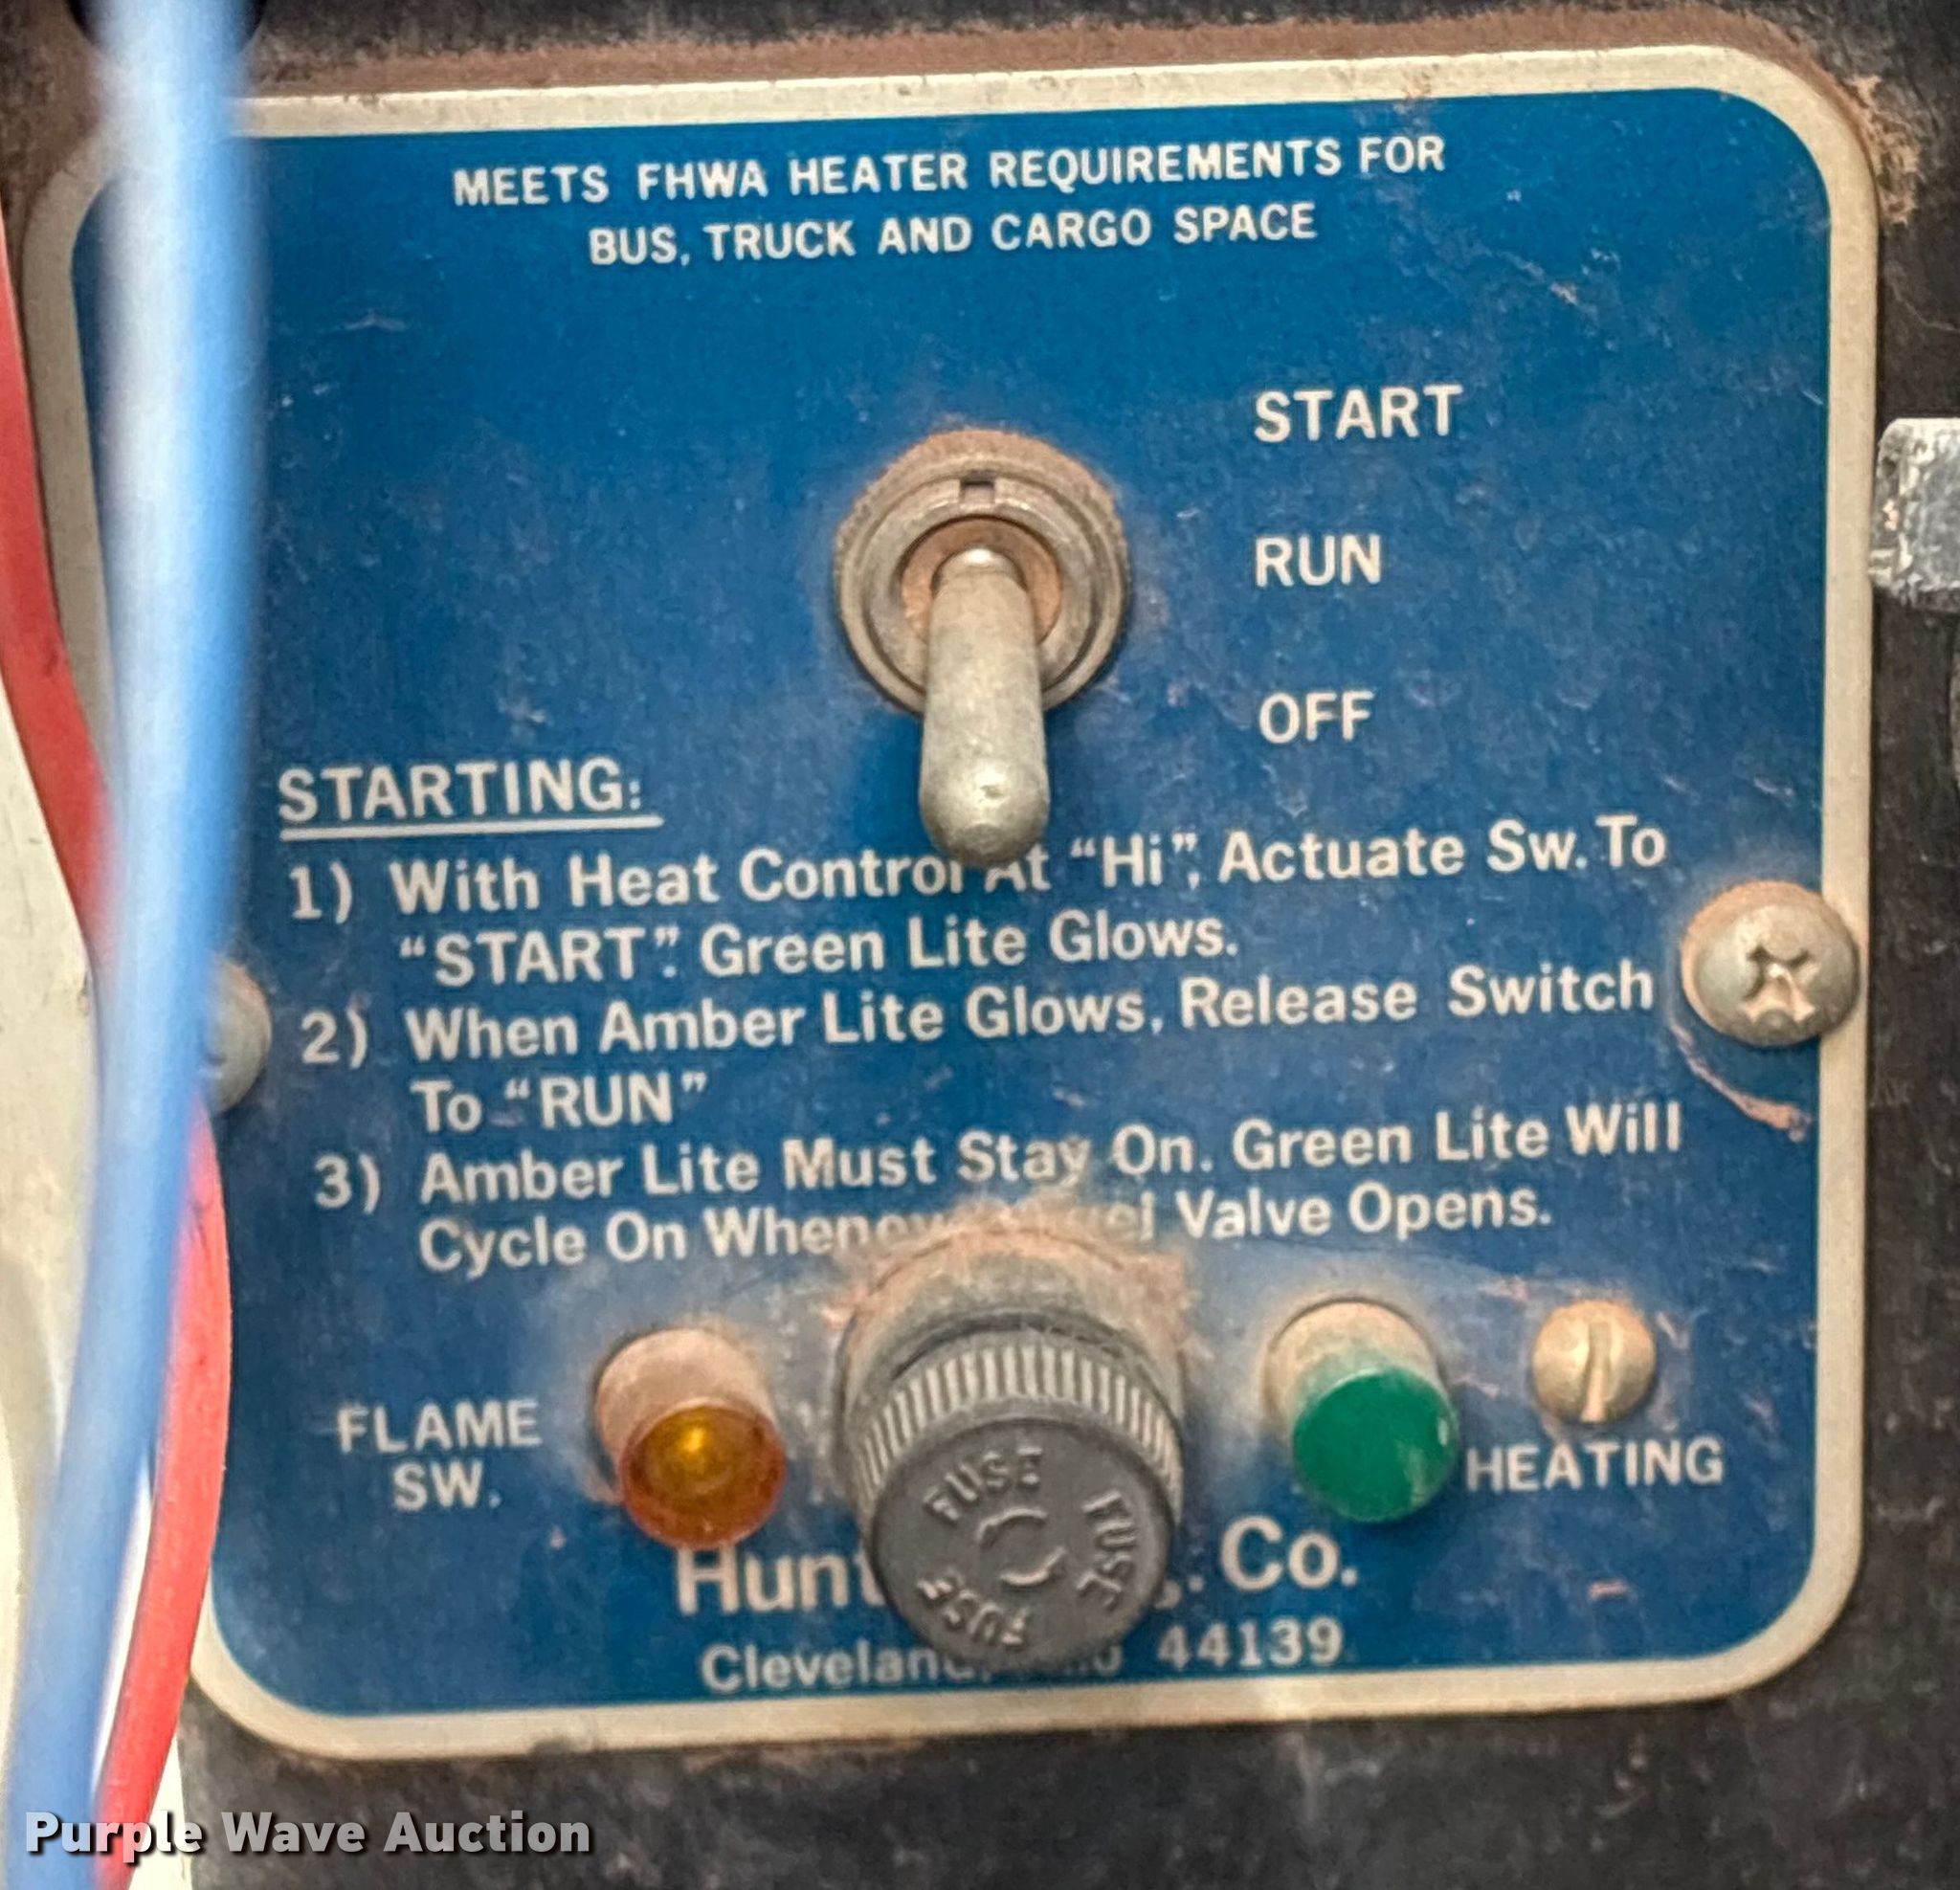 MEETS FHWA HEATER REQUIREMENTS FOR
BUS, TRUCK AND CARGO SPACE
START
RUN
OFF
STARTING:
1) With Heat Control At “Hi”, Actuate Sw. To
“START”. Green Lite Glows.
2) When Amber Lite Glows, Release Switch
To “RUN”
3) Amber Lite Must Stay On. Green Lite Will
Cycle On Valve Opens.
FLAME
SW.
FUSE
FUSE
FUSE
HEATING
Co.
Cleveland, 44139
Purple Wave Auction